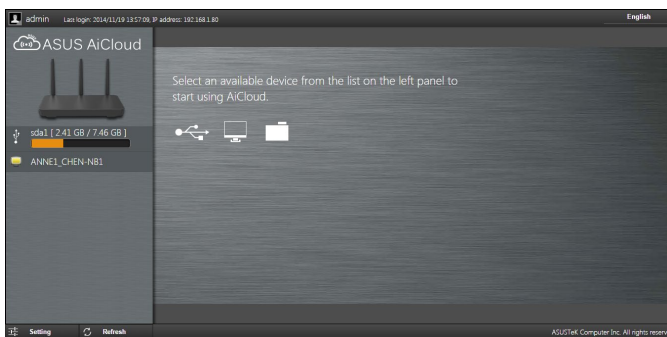 admin Last login: 2014/11/19 13:57:09, IP address: 192.168.1.80
English
ASUS AiCloud
Select an available device from the list on the left panel to
start using AiCloud.
sda1 [ 2.41 GB / 7.46 GB ]
ANNE1_CHEN-NB1
Setting Refresh
ASUSTeK Computer Inc. All rights reserv